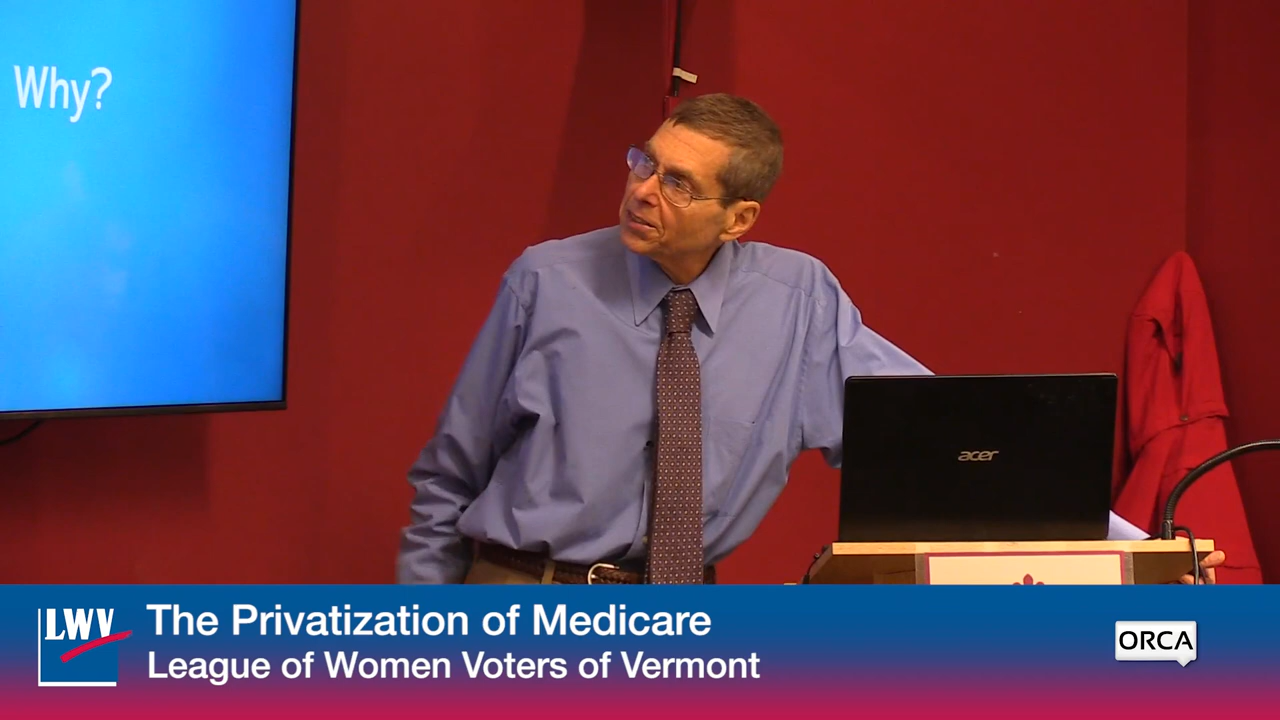 Why?
acer
LWV
The Privatization of Medicare
League of Women Voters of Vermont
ORCA